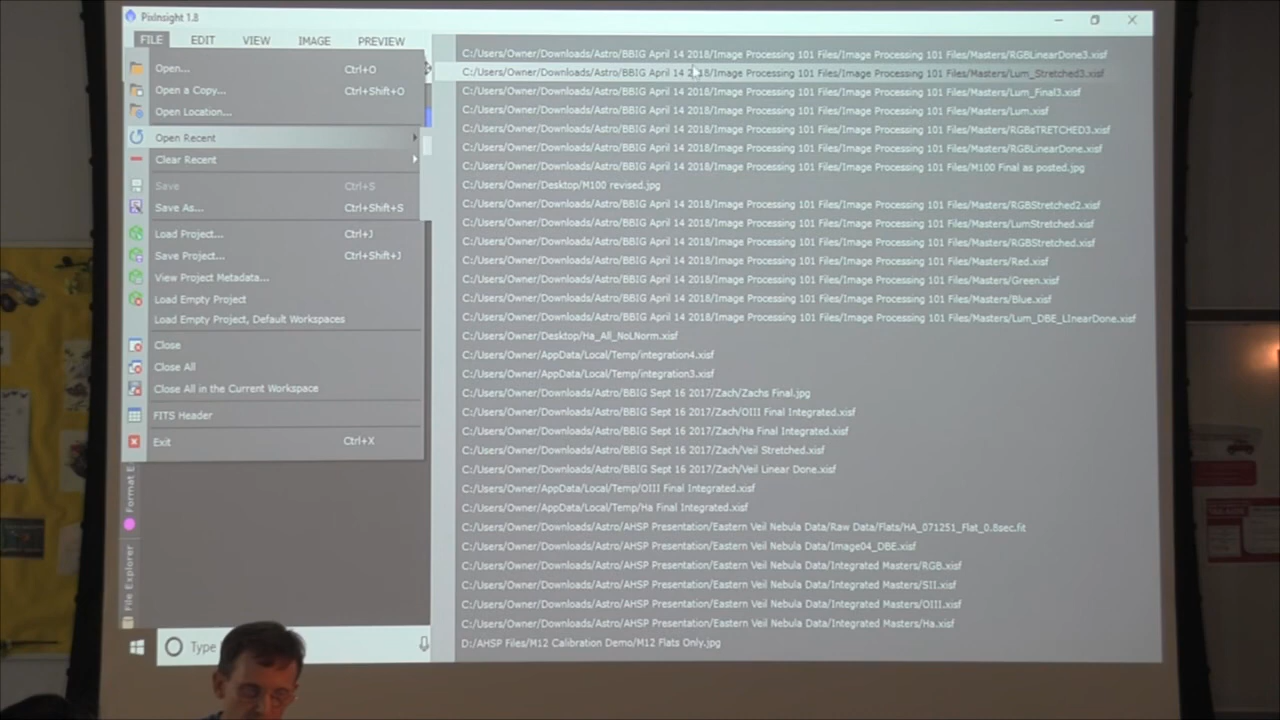 PixInsight 1.8
FILE EDIT VIEW IMAGE PREVIEW
Open... Ctrl+O
Open a Copy... Ctrl+Shift+O
Open Location...
Open Recent
Clear Recent
Save Ctrl+S
Save As... Ctrl+Shift+S
Load Project... Ctrl+J
Save Project... Ctrl+Shift+J
View Project Metadata...
Load Empty Project
Load Empty Project, Default Workspaces
Close
Close All
Close All in the Current Workspace
FITS Header
Exit Ctrl+X
C:/Users/Owner/Downloads/Astro/BBIG April 14 2018/Image Processing 101 Files/Image Processing 101 Files/Masters/RGBLinearDone3.xisf
C:/Users/Owner/Downloads/Astro/BBIG April 14 2018/Image Processing 101 Files/Image Processing 101 Files/Masters/Lum_Stretched3.xisf
C:/Users/Owner/Downloads/Astro/BBIG April 14 2018/Image Processing 101 Files/Image Processing 101 Files/Masters/Lum_Final3.xisf
C:/Users/Owner/Downloads/Astro/BBIG April 14 2018/Image Processing 101 Files/Image Processing 101 Files/Masters/Lum.xisf
C:/Users/Owner/Downloads/Astro/BBIG April 14 2018/Image Processing 101 Files/Image Processing 101 Files/Masters/RGBsTRETCHED3.xisf
C:/Users/Owner/Downloads/Astro/BBIG April 14 2018/Image Processing 101 Files/Image Processing 101 Files/Masters/RGBLinearDone.xisf
C:/Users/Owner/Downloads/Astro/BBIG April 14 2018/Image Processing 101 Files/Image Processing 101 Files/M100 Final as posted.jpg
C:/Users/Owner/Desktop/M100 revised.jpg
C:/Users/Owner/Downloads/Astro/BBIG April 14 2018/Image Processing 101 Files/Image Processing 101 Files/Masters/RGBStretched2.xisf
C:/Users/Owner/Downloads/Astro/BBIG April 14 2018/Image Processing 101 Files/Image Processing 101 Files/Masters/LumStretched.xisf
C:/Users/Owner/Downloads/Astro/BBIG April 14 2018/Image Processing 101 Files/Image Processing 101 Files/Masters/RGBStretched.xisf
C:/Users/Owner/Downloads/Astro/BBIG April 14 2018/Image Processing 101 Files/Image Processing 101 Files/Masters/Red.xisf
C:/Users/Owner/Downloads/Astro/BBIG April 14 2018/Image Processing 101 Files/Image Processing 101 Files/Masters/Green.xisf
C:/Users/Owner/Downloads/Astro/BBIG April 14 2018/Image Processing 101 Files/Image Processing 101 Files/Masters/Blue.xisf
C:/Users/Owner/Downloads/Astro/BBIG April 14 2018/Image Processing 101 Files/Image Processing 101 Files/Masters/Lum_DBE_LInearDone.xisf
C:/Users/Owner/Desktop/Ha_All_NoLNorm.xisf
C:/Users/Owner/AppData/Local/Temp/integration4.xisf
C:/Users/Owner/AppData/Local/Temp/integration3.xisf
C:/Users/Owner/Downloads/Astro/BBIG Sept 16 2017/Zach/Zachs Final.jpg
C:/Users/Owner/Downloads/Astro/BBIG Sept 16 2017/Zach/OIII Final Integrated.xisf
C:/Users/Owner/Downloads/Astro/BBIG Sept 16 2017/Zach/Ha Final Integrated.xisf
C:/Users/Owner/Downloads/Astro/BBIG Sept 16 2017/Zach/Veil Stretched.xisf
C:/Users/Owner/Downloads/Astro/BBIG Sept 16 2017/Zach/Veil Linear Done.xisf
C:/Users/Owner/AppData/Local/Temp/OIII Final Integrated.xisf
C:/Users/Owner/AppData/Local/Temp/Ha Final Integrated.xisf
C:/Users/Owner/Downloads/Astro/AHSP Presentation/Eastern Veil Nebula Data/Raw Data/Flats/HA_071251_Flat_0.8sec.fit
C:/Users/Owner/Downloads/Astro/AHSP Presentation/Eastern Veil Nebula Data/Image04_DBE.xisf
C:/Users/Owner/Downloads/Astro/AHSP Presentation/Eastern Veil Nebula Data/Integrated Masters/RGB.xisf
C:/Users/Owner/Downloads/Astro/AHSP Presentation/Eastern Veil Nebula Data/Integrated Masters/SII.xisf
C:/Users/Owner/Downloads/Astro/AHSP Presentation/Eastern Veil Nebula Data/Integrated Masters/OIII.xisf
C:/Users/Owner/Downloads/Astro/AHSP Presentation/Eastern Veil Nebula Data/Integrated Masters/Ha.xisf
D:/AHSP Files/M12 Calibration Demo/M12 Flats Only.jpg
Format E
File Explorer
Type